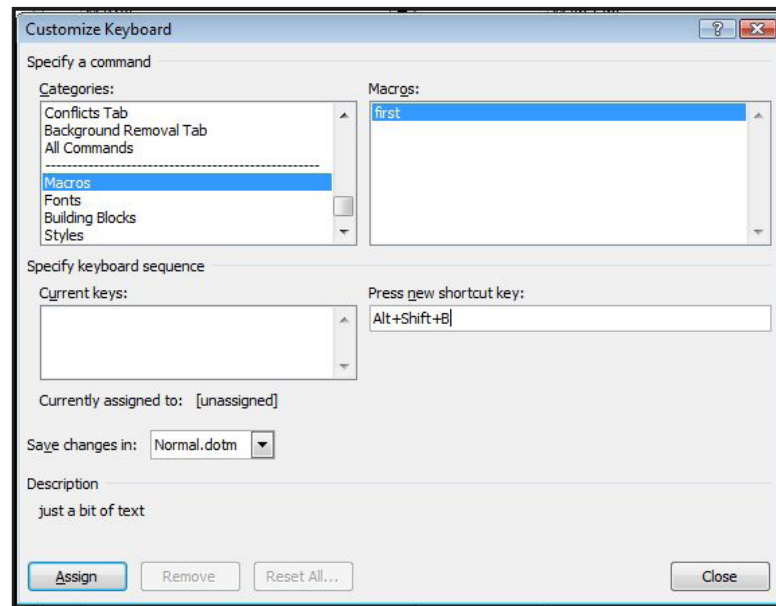 Customize Keyboard
Specify a command
Categories:
Conflicts Tab
Background Removal Tab
All Commands
Macros
Fonts
Building Blocks
Styles
Macros:
first
Specify keyboard sequence
Current keys:
Press new shortcut key:
Alt+Shift+B
Currently assigned to: [unassigned]
Save changes in: Normal.dotm
Description
just a bit of text
Assign Remove Reset All... Close